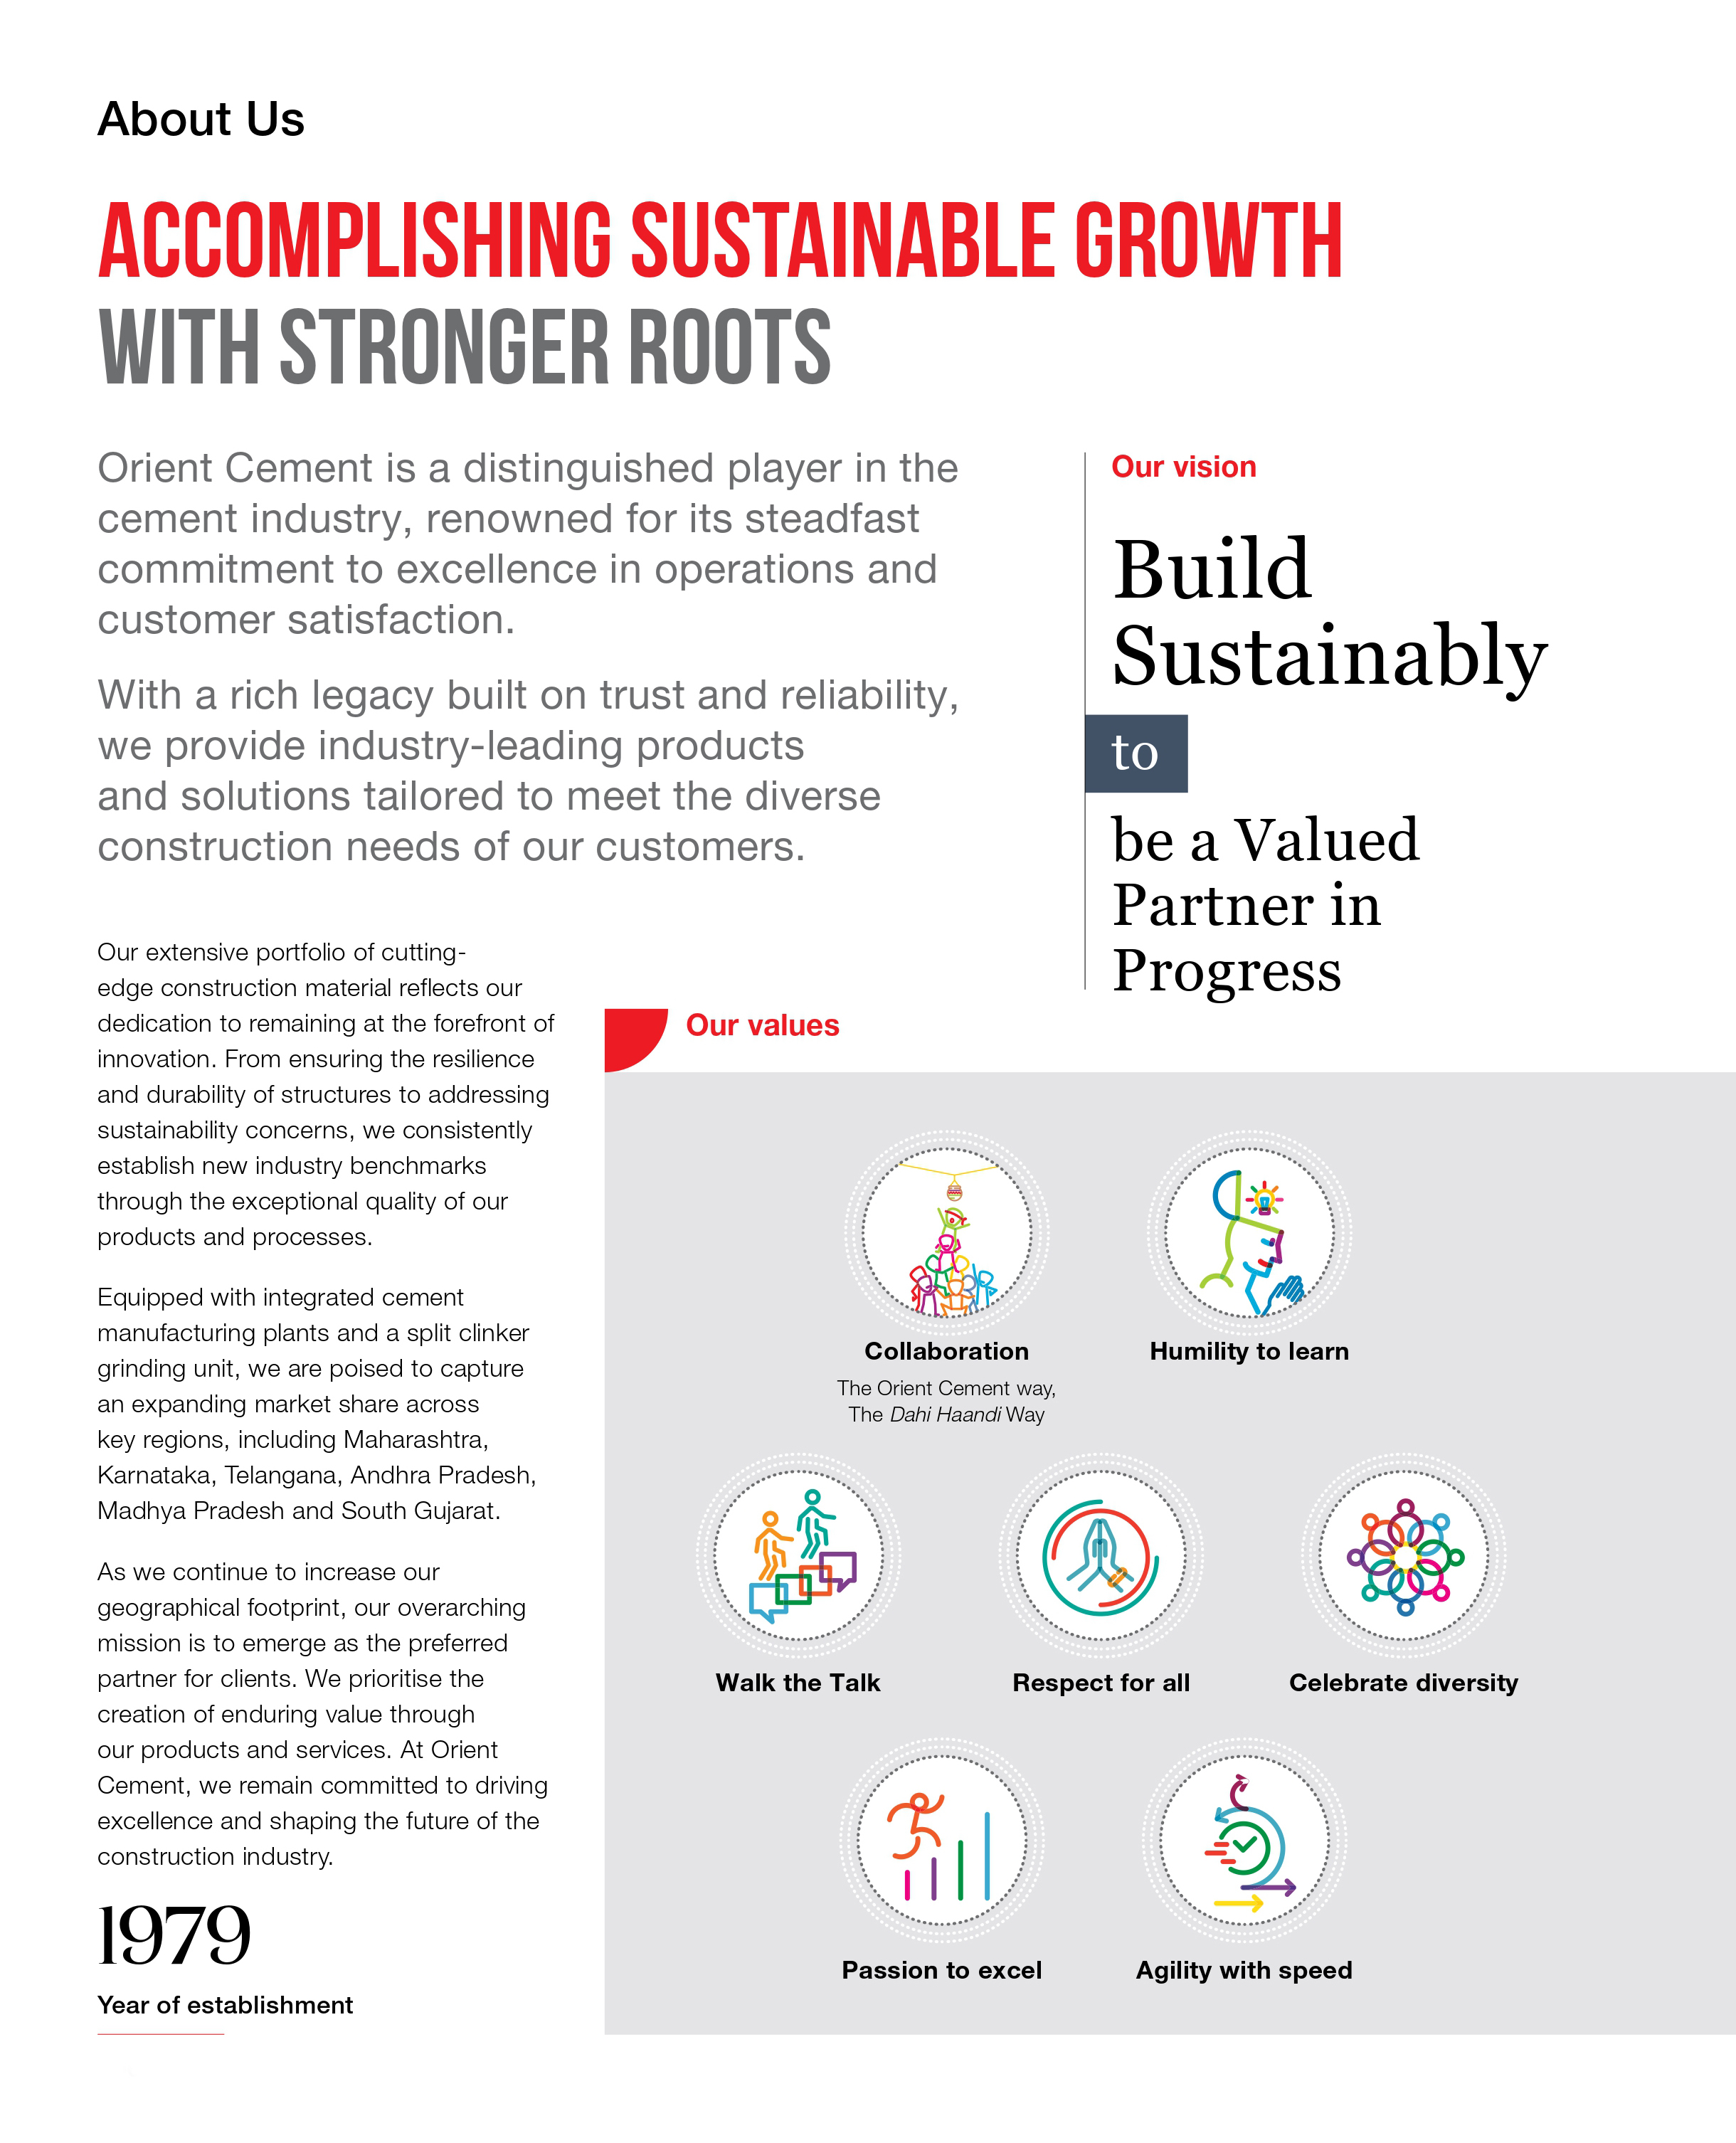 About Us
ACCOMPLISHING SUSTAINABLE GROWTH
WITH STRONGER ROOTS
Orient Cement is a distinguished player in the
cement industry, renowned for its steadfast
commitment to excellence in operations and
customer satisfaction.
With a rich legacy built on trust and reliability,
we provide industry-leading products
and solutions tailored to meet the diverse
construction needs of our customers.
Our vision
Build
Sustainably
to
be a Valued
Partner in
Progress
Our extensive portfolio of cutting-
edge construction material reflects our
dedication to remaining at the forefront of
innovation. From ensuring the resilience
and durability of structures to addressing
sustainability concerns, we consistently
establish new industry benchmarks
through the exceptional quality of our
products and processes.
Equipped with integrated cement
manufacturing plants and a split clinker
grinding unit, we are poised to capture
an expanding market share across
key regions, including Maharashtra,
Karnataka, Telangana, Andhra Pradesh,
Madhya Pradesh and South Gujarat.
As we continue to increase our
geographical footprint, our overarching
mission is to emerge as the preferred
partner for clients. We prioritise the
creation of enduring value through
our products and services. At Orient
Cement, we remain committed to driving
excellence and shaping the future of the
construction industry.
1979
Year of establishment
Our values
Collaboration
The Orient Cement way,
The Dahi Haandi Way
Humility to learn
Walk the Talk
Respect for all
Celebrate diversity
Passion to excel
Agility with speed